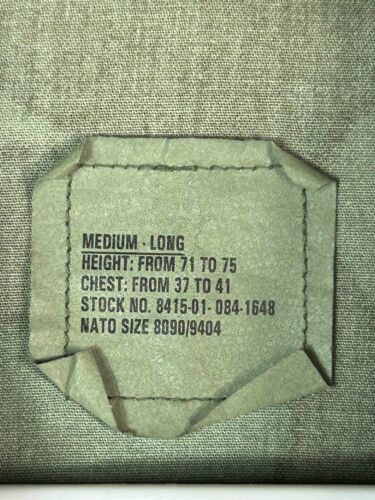 MEDIUM - LONG
HEIGHT: FROM 71 TO 75
CHEST: FROM 37 TO 41
STOCK NO. 8415-01- 084-1648
NATO SIZE 8090/9404